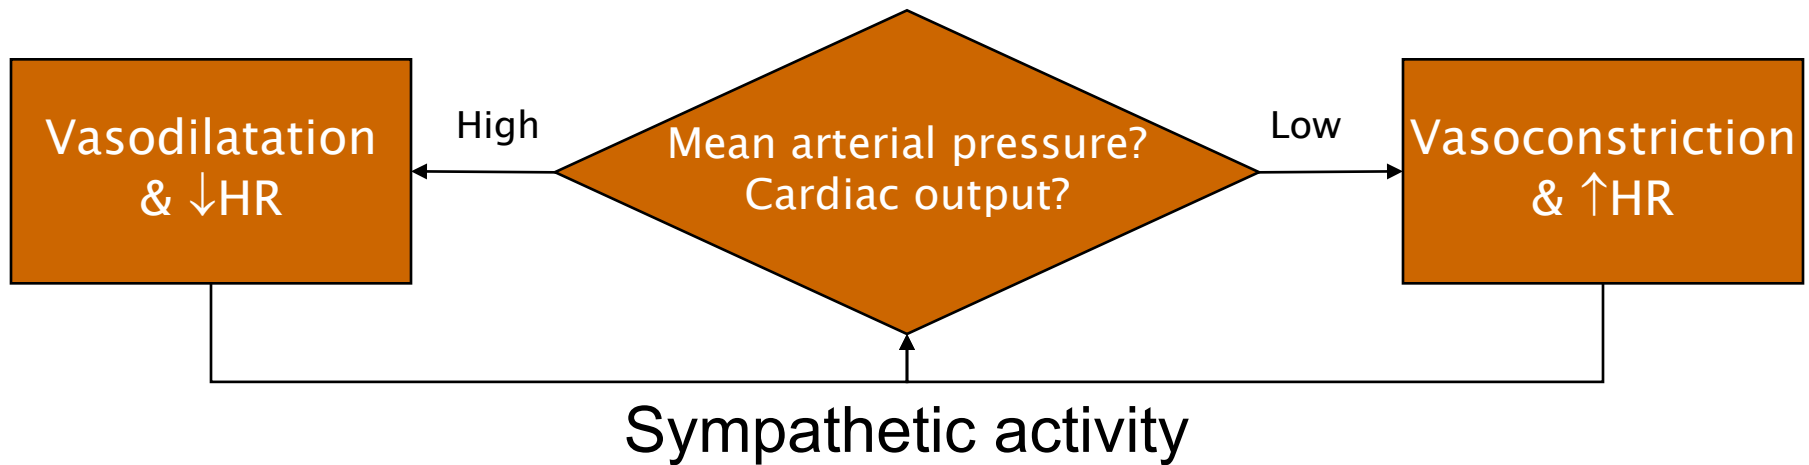 Vasodilatation
& ↓HR
High
Mean arterial pressure?
Cardiac output?
Low
Vasoconstriction
& ↑HR
Sympathetic activity